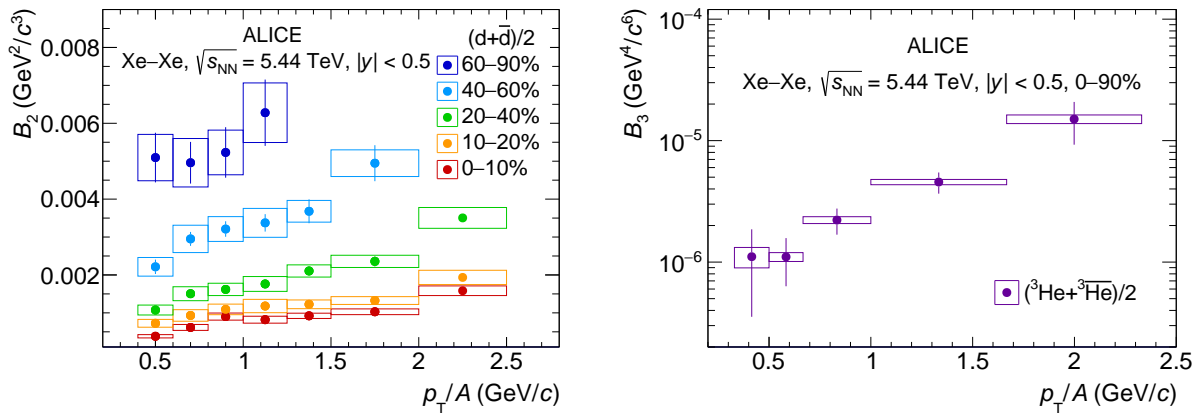 B₂ (GeV²/c³)
0.008
0.006
0.004
0.002
ALICE
Xe–Xe, √sNN = 5.44 TeV, |y| < 0.5
(d+d̅)/2
60–90%
40–60%
20–40%
10–20%
0–10%
0.5 1 1.5 2 2.5
pT/A (GeV/c)
B₃ (GeV⁴/c⁶)
10⁻⁴
10⁻⁵
10⁻⁶
ALICE
Xe–Xe, √sNN = 5.44 TeV, |y| < 0.5, 0–90%
(³He+³H̅e̅)/2
0.5 1 1.5 2 2.5
pT/A (GeV/c)